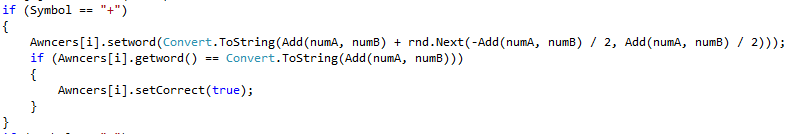 if (Symbol == "+")
{
Awncers[i].setword(Convert.ToString(Add(numA, numB) + rnd.Next(-Add(numA, numB) / 2, Add(numA, numB) / 2)));
if (Awncers[i].getword() == Convert.ToString(Add(numA, numB)))
{
Awncers[i].setCorrect(true);
}
}